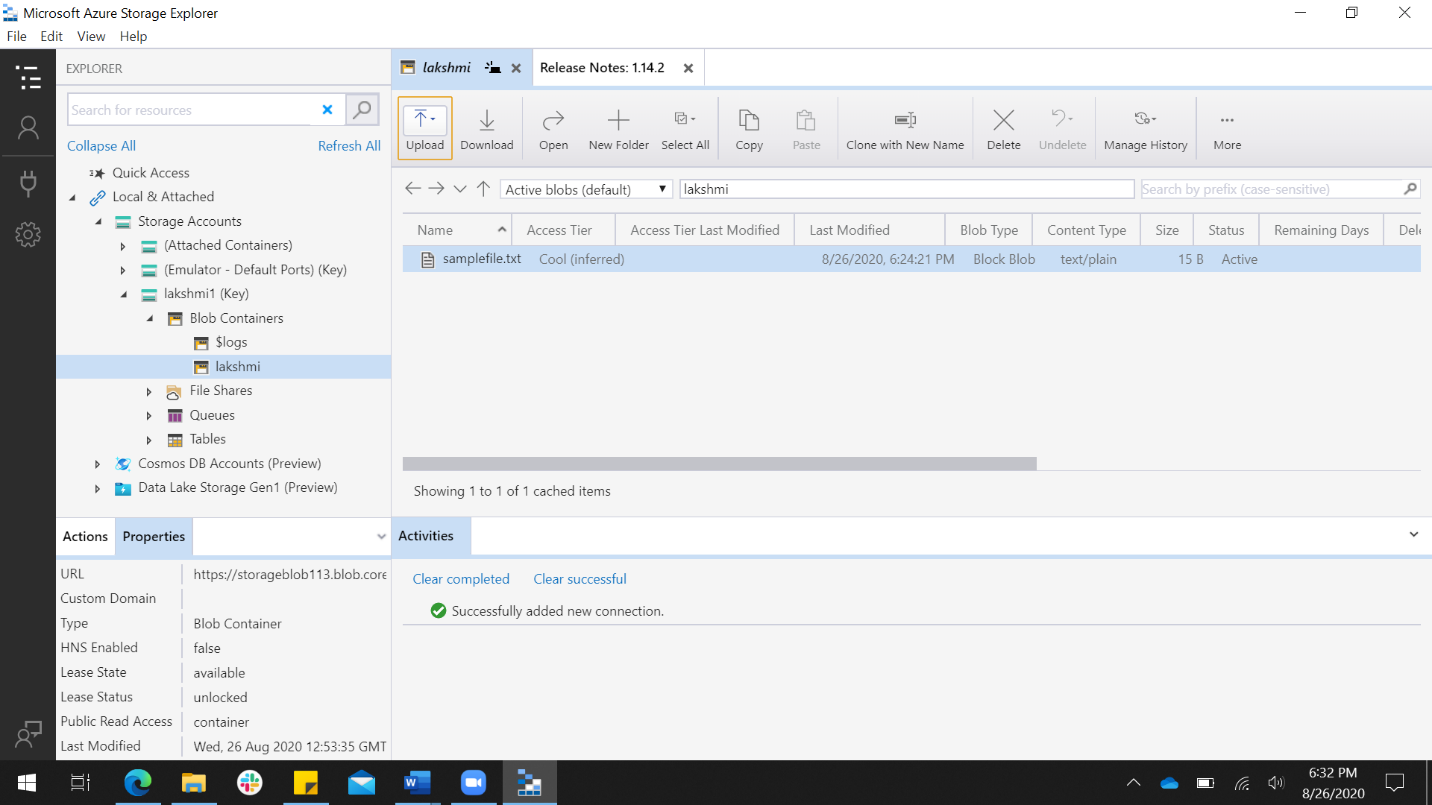 Microsoft Azure Storage Explorer
File Edit View Help
EXPLORER
Search for resources
Collapse All Refresh All
Quick Access
Local & Attached
Storage Accounts
(Attached Containers)
(Emulator - Default Ports) (Key)
lakshmi1 (Key)
Blob Containers
$logs
lakshmi
File Shares
Queues
Tables
Cosmos DB Accounts (Preview)
Data Lake Storage Gen1 (Preview)
Actions Properties
URL https://storageblob113.blob.core
Custom Domain
Type Blob Container
HNS Enabled false
Lease State available
Lease Status unlocked
Public Read Access container
Last Modified Wed, 26 Aug 2020 12:53:35 GMT
lakshmi Release Notes: 1.14.2
Upload Download Open New Folder Select All Copy Paste Clone with New Name Delete Undelete Manage History More
Active blobs (default) lakshmi Search by prefix (case-sensitive)
Name Access Tier Access Tier Last Modified Last Modified Blob Type Content Type Size Status Remaining Days Dele
samplefile.txt Cool (inferred) 8/26/2020, 6:24:21 PM Block Blob text/plain 15 B Active
Showing 1 to 1 of 1 cached items
Activities
Clear completed Clear successful
Successfully added new connection.
6:32 PM
8/26/2020